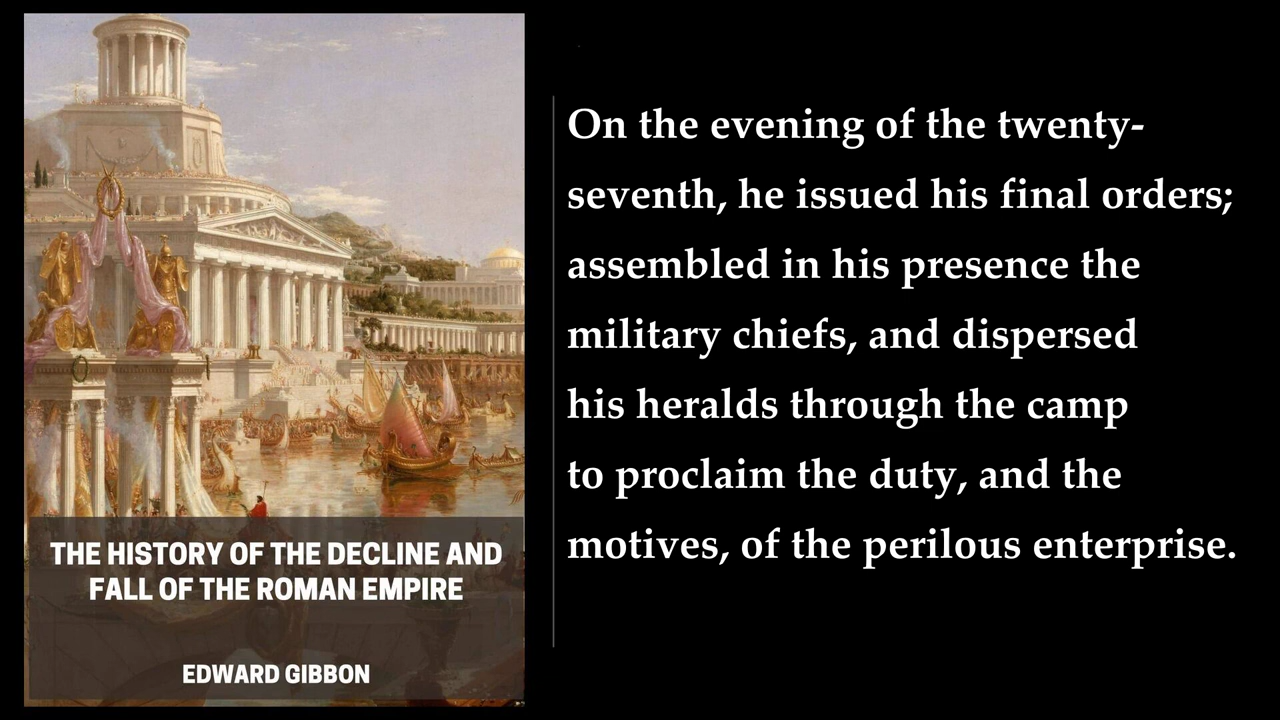 THE HISTORY OF THE DECLINE AND
FALL OF THE ROMAN EMPIRE
EDWARD GIBBON
On the evening of the twenty-
seventh, he issued his final orders;
assembled in his presence the
military chiefs, and dispersed
his heralds through the camp
to proclaim the duty, and the
motives, of the perilous enterprise.